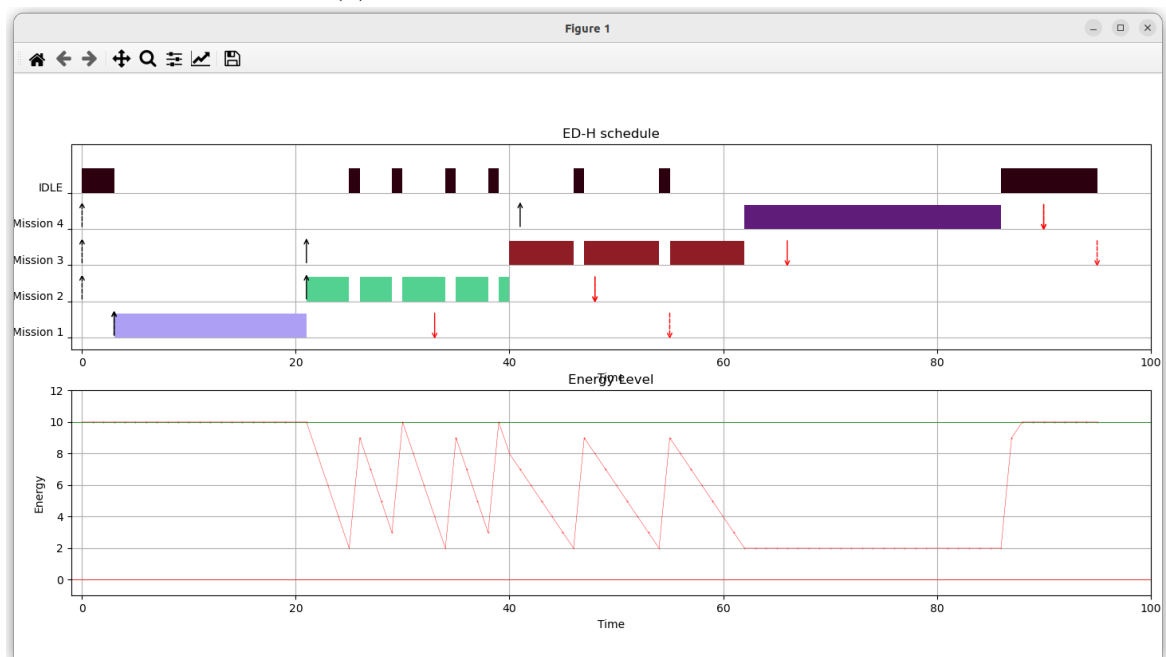 Figure 1
ED-H schedule
IDLE
Mission 4
Mission 3
Mission 2
Mission 1
0 20 40 60 80 100
Time
Energy Level
12
10
8
6
4
2
0
Energy
0 20 40 60 80 100
Time